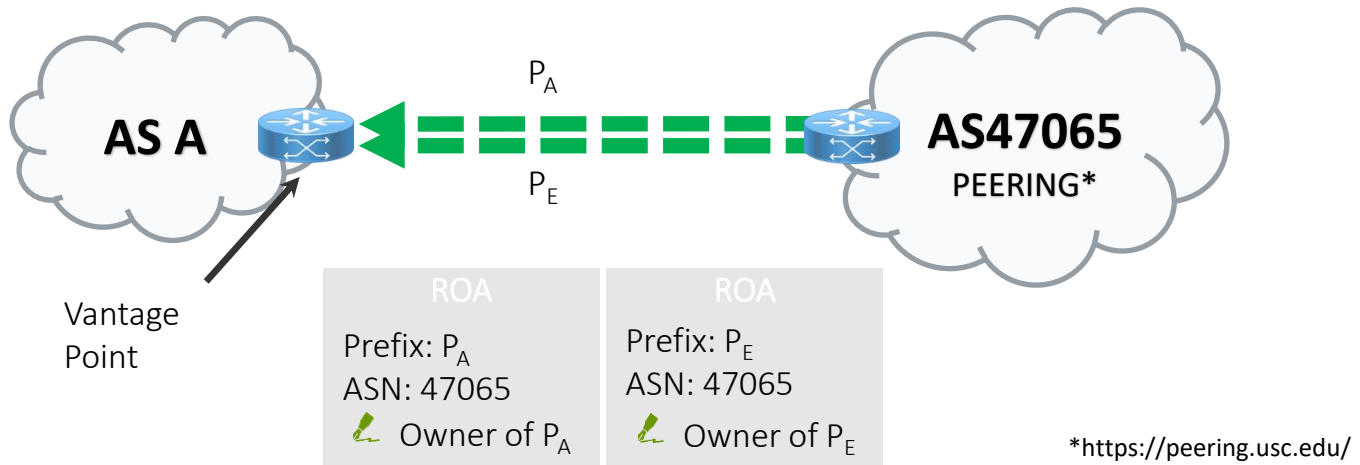 P_A
AS A
AS47065
PEERING*
P_E
Vantage
Point
ROA
Prefix: P_A
ASN: 47065
Owner of P_A
ROA
Prefix: P_E
ASN: 47065
Owner of P_E
*https://peering.usc.edu/